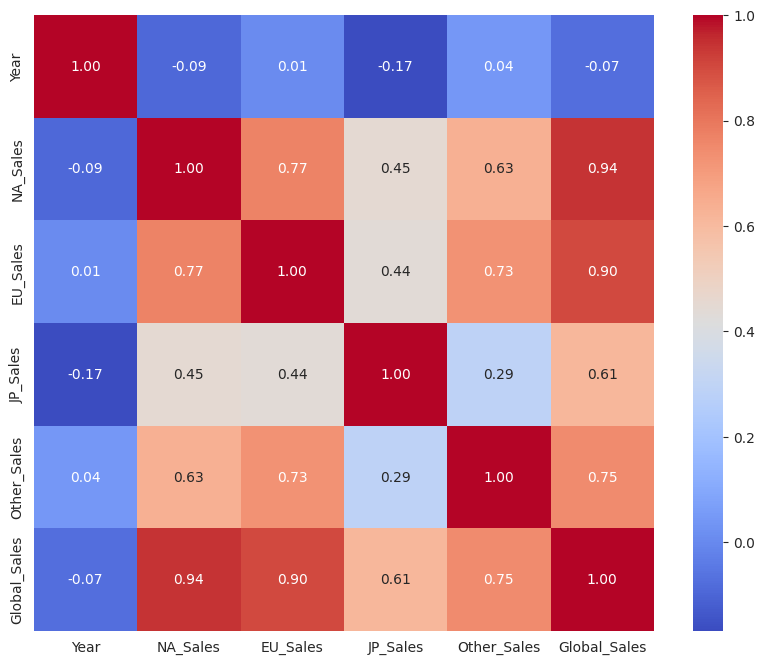 Year 1.00 -0.09 0.01 -0.17 0.04 -0.07
NA_Sales -0.09 1.00 0.77 0.45 0.63 0.94
EU_Sales 0.01 0.77 1.00 0.44 0.73 0.90
JP_Sales -0.17 0.45 0.44 1.00 0.29 0.61
Other_Sales 0.04 0.63 0.73 0.29 1.00 0.75
Global_Sales -0.07 0.94 0.90 0.61 0.75 1.00
Year NA_Sales EU_Sales JP_Sales Other_Sales Global_Sales
1.0
0.8
0.6
0.4
0.2
0.0